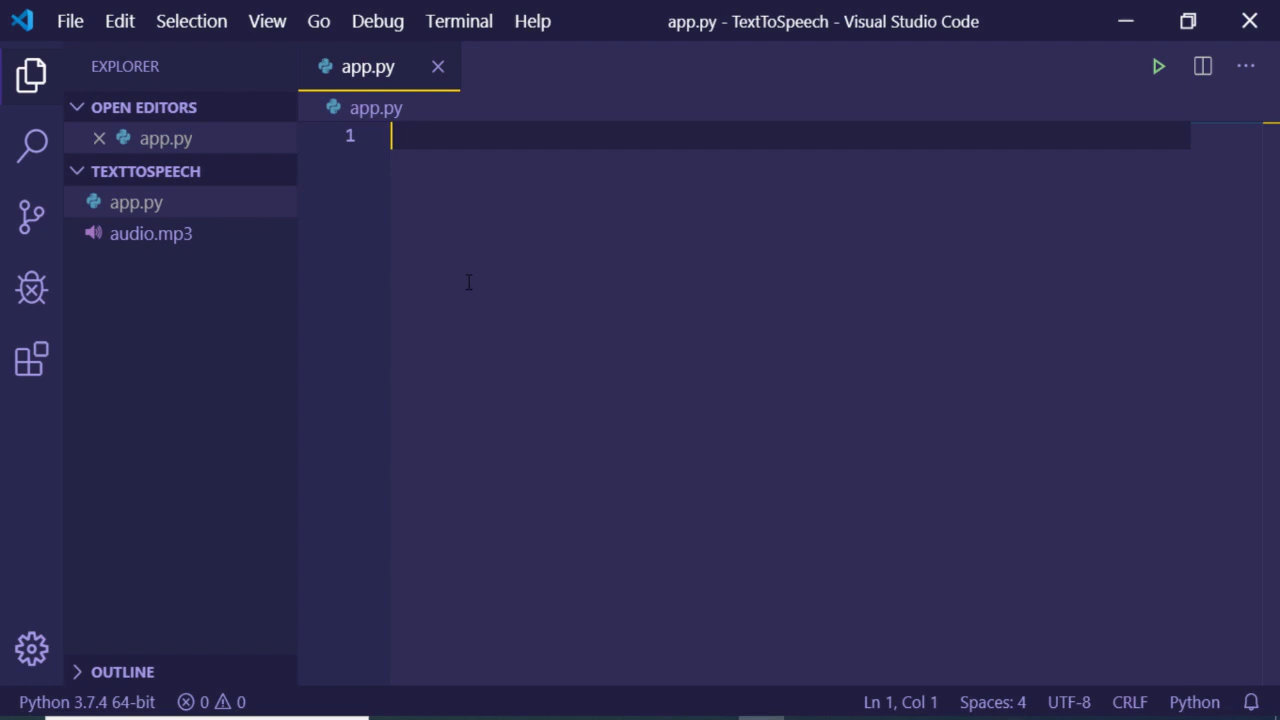 File Edit Selection View Go Debug Terminal Help app.py - TextToSpeech - Visual Studio Code
EXPLORER
app.py
OPEN EDITORS
app.py
TEXTTOSPEECH
app.py
audio.mp3
OUTLINE
app.py
1
Python 3.7.4 64-bit 0 0 Ln 1, Col 1 Spaces: 4 UTF-8 CRLF Python